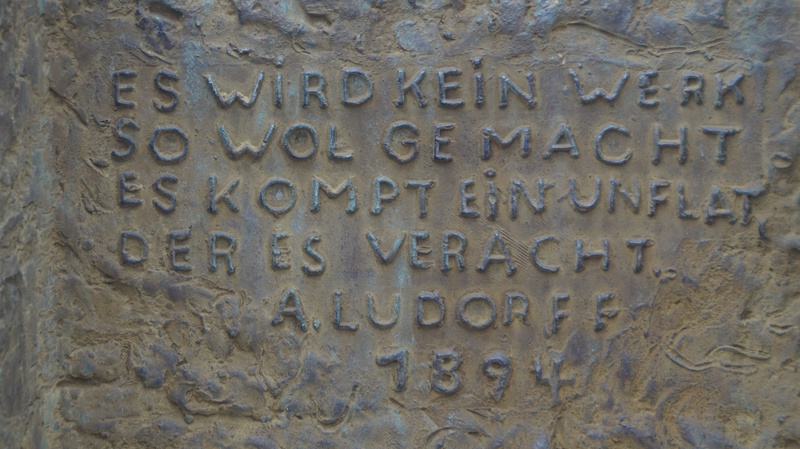 ES WIRD KEIN WERK
SO WOL GEMACHT
ES KOMPT EIN UNFLAT
DER ES VERACHT.
A. LUDORFF
1894